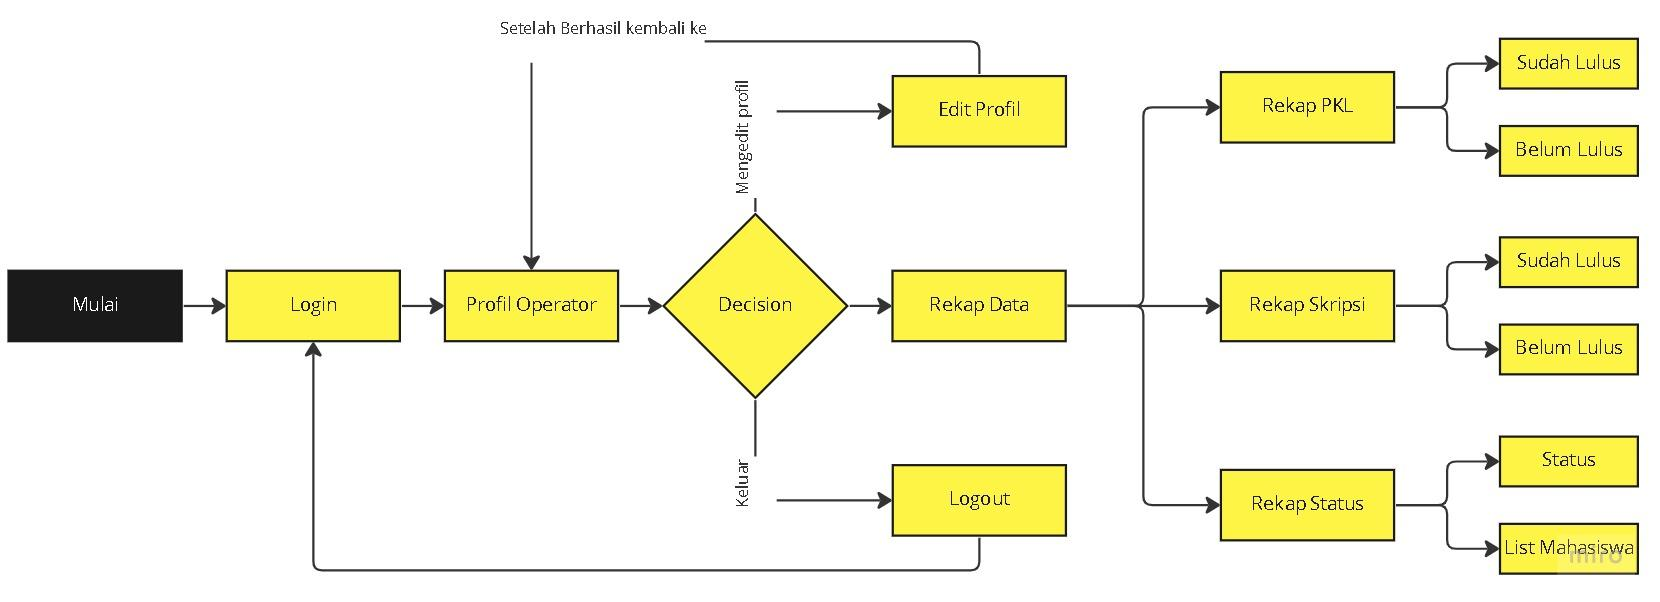 Setelah Berhasil kembali ke
Mengedit profil
Edit Profil
Rekap PKL
Sudah Lulus
Belum Lulus
Mulai
Login
Profil Operator
Decision
Rekap Data
Rekap Skripsi
Sudah Lulus
Belum Lulus
Keluar
Logout
Rekap Status
Status
List Mahasiswa
miro